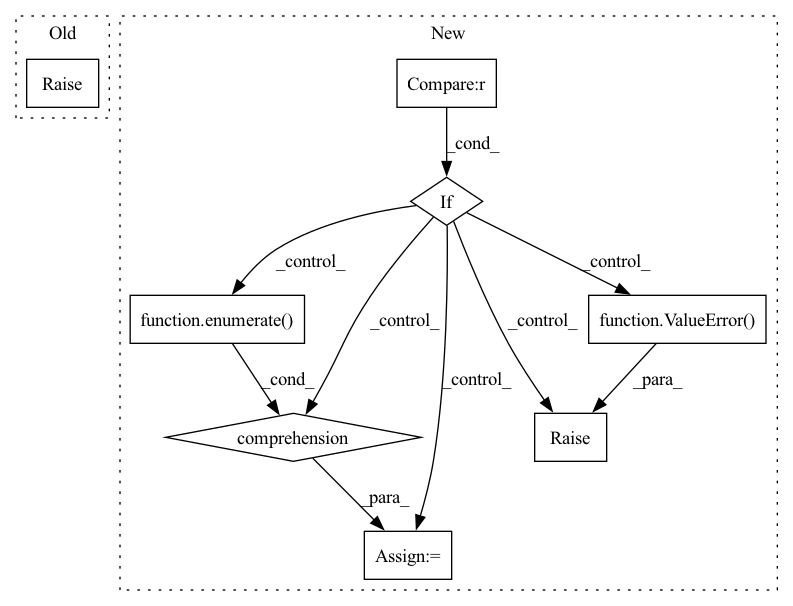 Old
New
Raise
Compare:r
_cond_
If
_control_
_control_
function.enumerate()
_control_
_control_
function.ValueError()
_cond_
_control_
_para_
comprehension
Raise
_para_
Assign:=